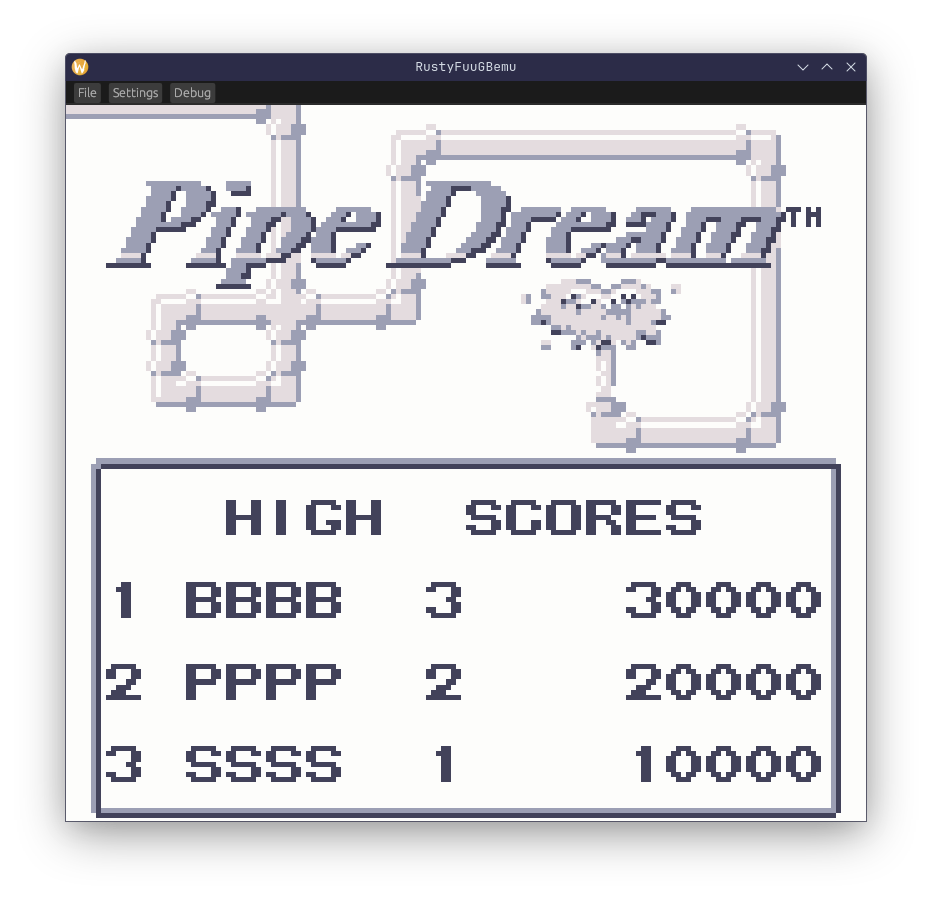 RustyFuuGBemu
File Settings Debug
Pipe Dream™
HIGH SCORES
1 BBBB 3 30000
2 PPPP 2 20000
3 SSSS 1 10000